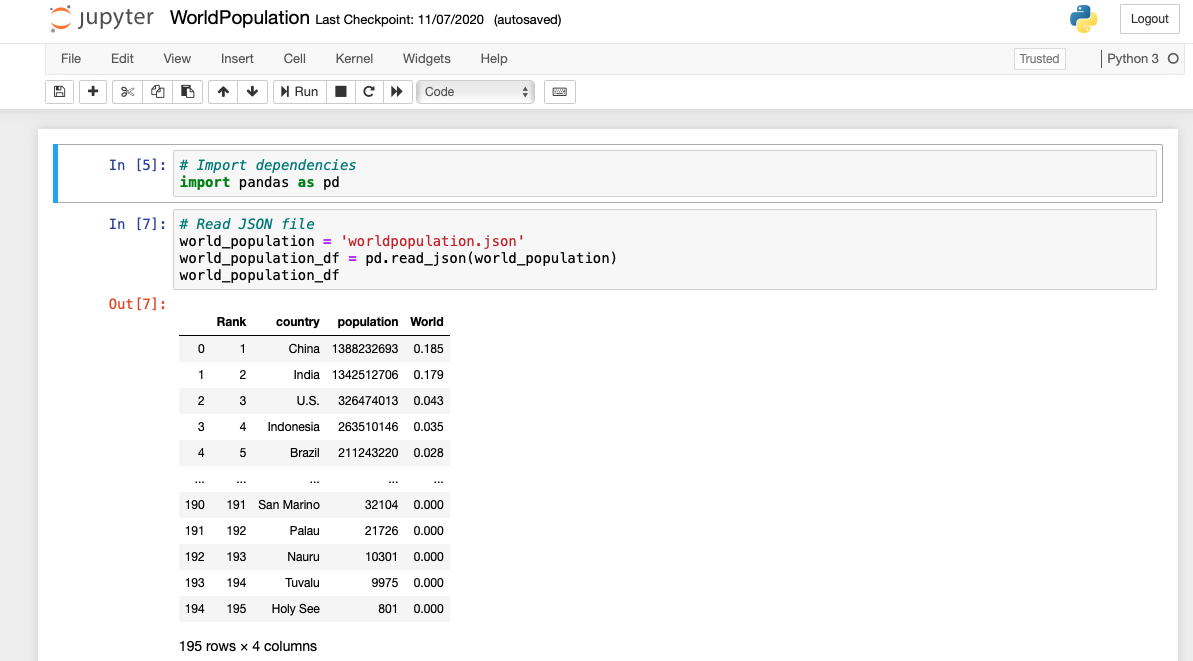 jupyter WorldPopulation Last Checkpoint: 11/07/2020 (autosaved) Logout
File Edit View Insert Cell Kernel Widgets Help Trusted Python 3
Run Code
In [5]: # Import dependencies
import pandas as pd
In [7]: # Read JSON file
world_population = 'worldpopulation.json'
world_population_df = pd.read_json(world_population)
world_population_df
Out[7]:
Rank country population World
0 1 China 1388232693 0.185
1 2 India 1342512706 0.179
2 3 U.S. 326474013 0.043
3 4 Indonesia 263510146 0.035
4 5 Brazil 211243220 0.028
... ... ... ... ...
190 191 San Marino 32104 0.000
191 192 Palau 21726 0.000
192 193 Nauru 10301 0.000
193 194 Tuvalu 9975 0.000
194 195 Holy See 801 0.000
195 rows × 4 columns